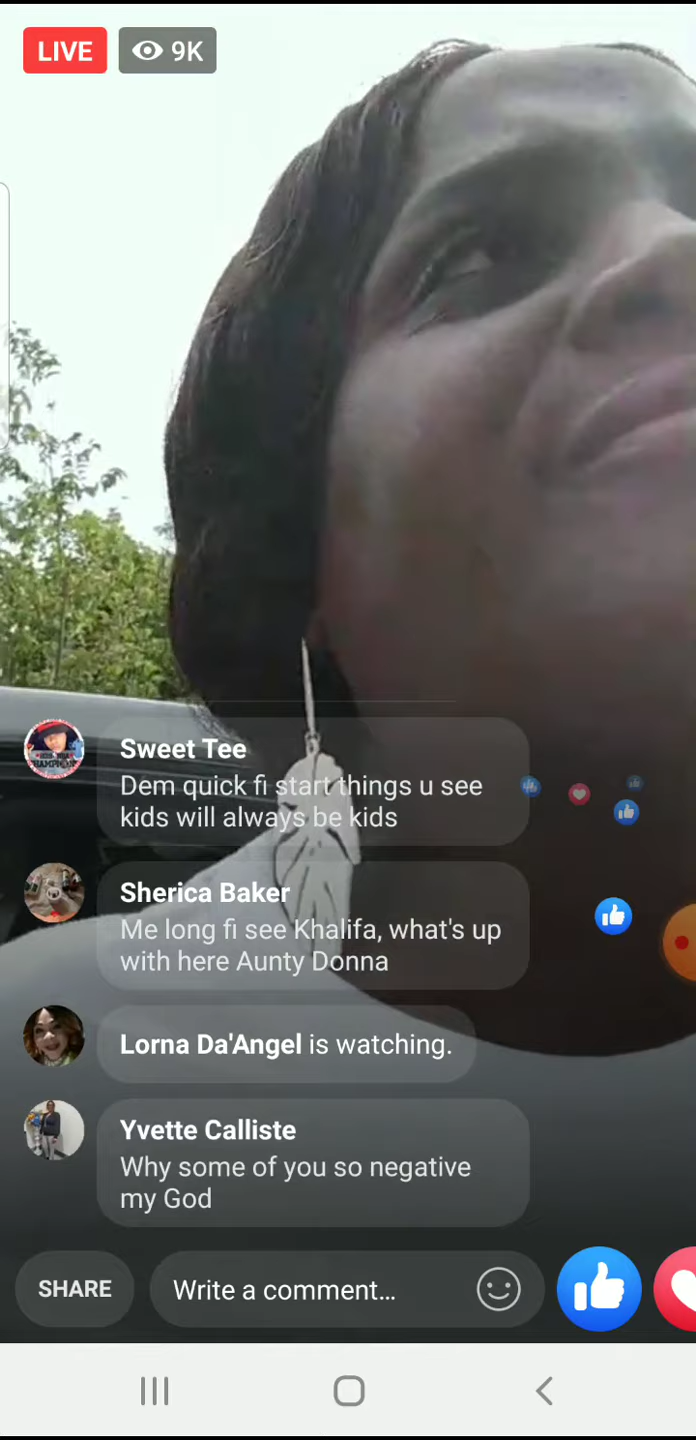 LIVE 9K
Sweet Tee
Dem quick fi start things u see
kids will always be kids
Sherica Baker
Me long fi see Khalifa, what's up
with here Aunty Donna
Lorna Da'Angel is watching.
Yvette Calliste
Why some of you so negative
my God
SHARE Write a comment...